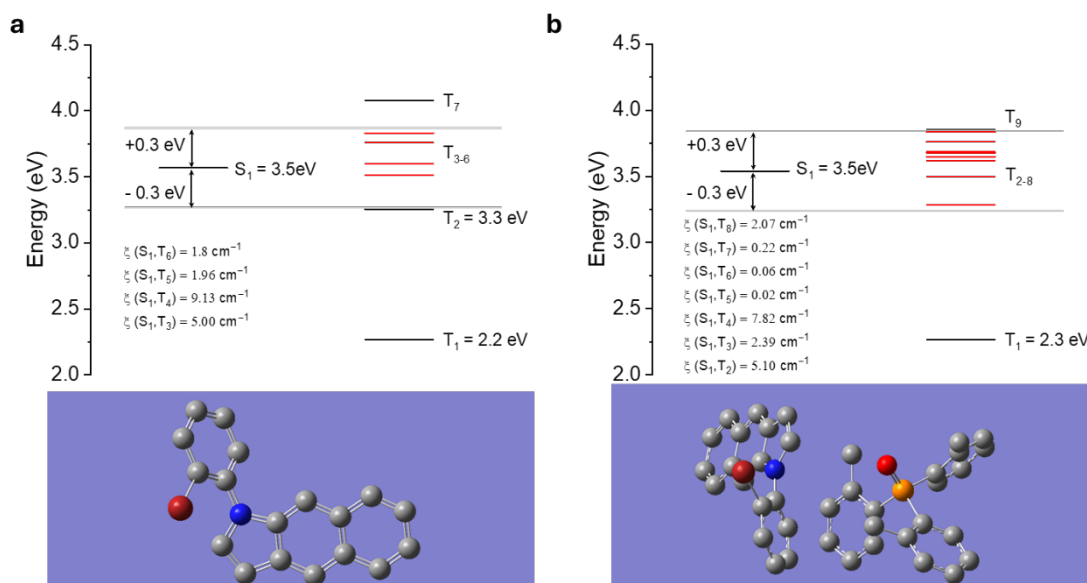 a
4.5
4.0
3.5
3.0
2.5
2.0
Energy (eV)
T₇
+0.3 eV
T₃₋₆
S₁ = 3.5eV
- 0.3 eV
T₂ = 3.3 eV
ξ (S₁,T₆) = 1.8 cm⁻¹
ξ (S₁,T₅) = 1.96 cm⁻¹
ξ (S₁,T₄) = 9.13 cm⁻¹
ξ (S₁,T₃) = 5.00 cm⁻¹
T₁ = 2.2 eV
b
4.5
4.0
3.5
3.0
2.5
2.0
Energy (eV)
T₉
+0.3 eV
S₁ = 3.5eV
T₂₋₈
- 0.3 eV
ξ (S₁,T₈) = 2.07 cm⁻¹
ξ (S₁,T₇) = 0.22 cm⁻¹
ξ (S₁,T₆) = 0.06 cm⁻¹
ξ (S₁,T₅) = 0.02 cm⁻¹
ξ (S₁,T₄) = 7.82 cm⁻¹
ξ (S₁,T₃) = 2.39 cm⁻¹
ξ (S₁,T₂) = 5.10 cm⁻¹
T₁ = 2.3 eV